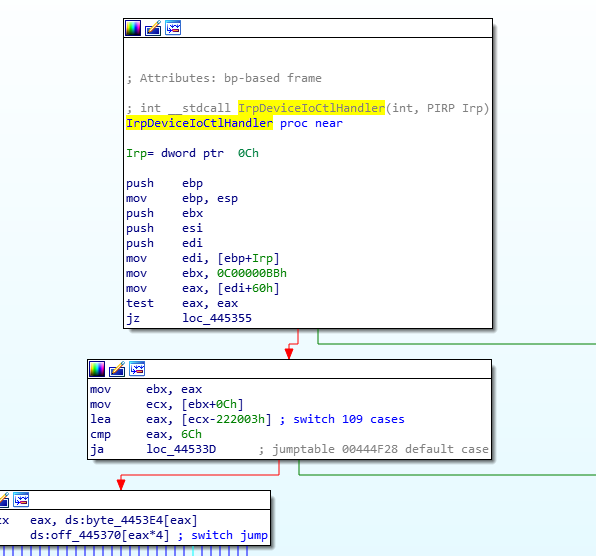 ; Attributes: bp-based frame
; int __stdcall IrpDeviceIoCtlHandler(int, PIRP Irp)
IrpDeviceIoCtlHandler proc near
Irp= dword ptr  0Ch
push    ebp
mov     ebp, esp
push    ebx
push    esi
push    edi
mov     edi, [ebp+Irp]
mov     ebx, 0C00000BBh
mov     eax, [edi+60h]
test    eax, eax
jz      loc_445355
mov     ebx, eax
mov     ecx, [ebx+0Ch]
lea     eax, [ecx-222003h] ; switch 109 cases
cmp     eax, 6Ch
ja      loc_44533D      ; jumptable 00444F28 default case
eax, ds:byte_4453E4[eax]
ds:off_445370[eax*4] ; switch jump